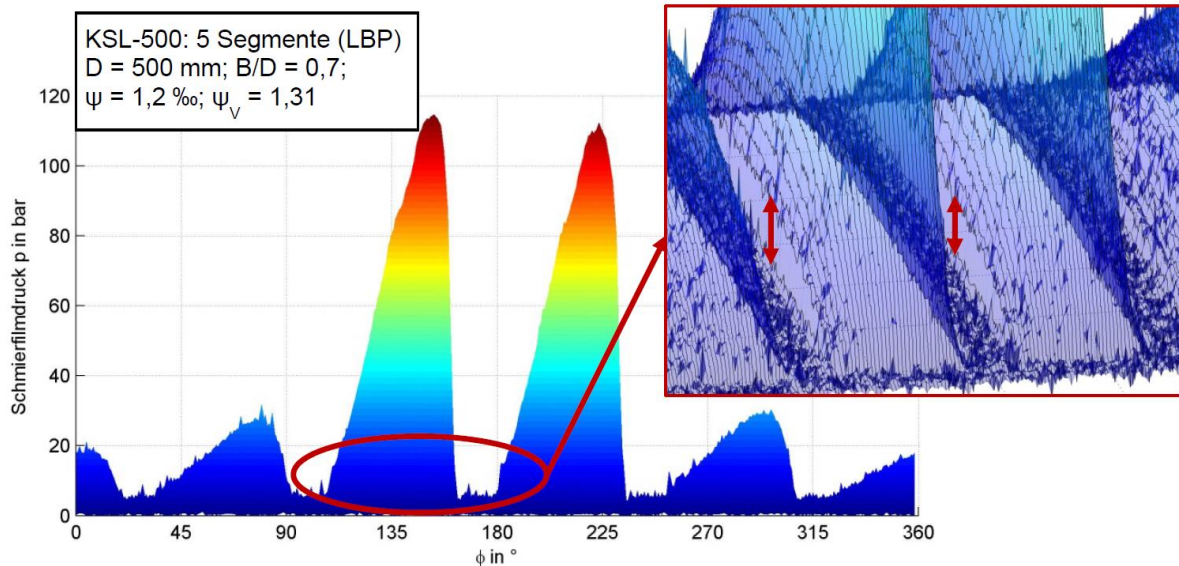 KSL-500: 5 Segmente (LBP)
D = 500 mm; B/D = 0,7;
ψ = 1,2 ‰; ψV = 1,31
120
100
80
60
40
20
0
Schmierfilmdruck p in bar
0 45 90 135 180 225 270 315 360
ϕ in °